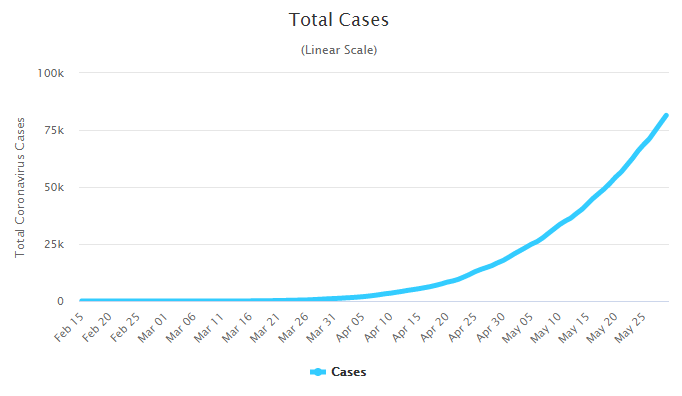 Total Cases
(Linear Scale)
Total Coronavirus Cases
100k
75k
50k
25k
0
Feb 15
Feb 20
Feb 25
Mar 01
Mar 06
Mar 11
Mar 16
Mar 21
Mar 26
Mar 31
Apr 05
Apr 10
Apr 15
Apr 20
Apr 25
Apr 30
May 05
May 10
May 15
May 20
May 25
Cases